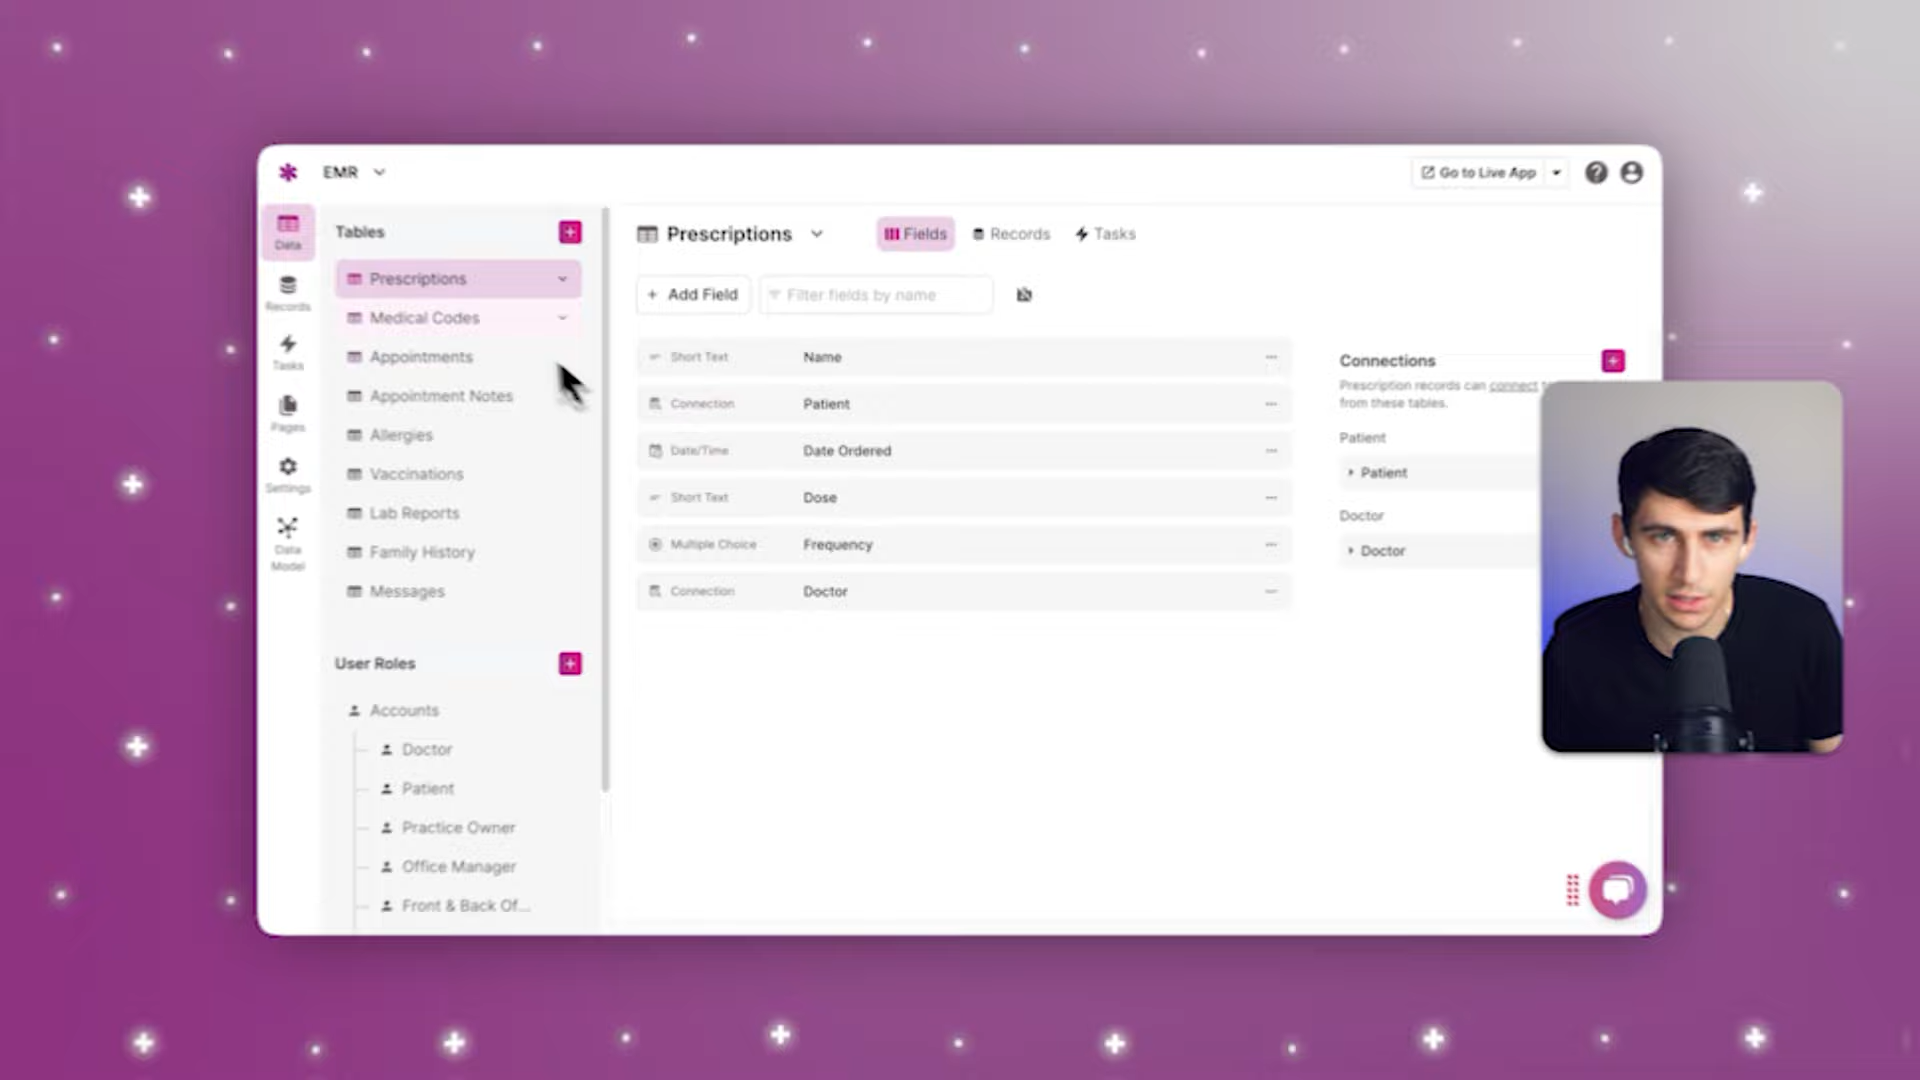 EMR
Go to Live App
Data
Records
Tasks
Pages
Settings
Data
Model
Tables
Prescriptions
Medical Codes
Appointments
Appointment Notes
Allergies
Vaccinations
Lab Reports
Family History
Messages
User Roles
Accounts
Doctor
Patient
Practice Owner
Office Manager
Front & Back Of...
Prescriptions
Fields
Records
Tasks
+ Add Field
Filter fields by name
Short Text Name
Connection Patient
Date/Time Date Ordered
Short Text Dose
Multiple Choice Frequency
Connection Doctor
Connections
Prescription records can connect
from these tables.
Patient
Patient
Doctor
Doctor